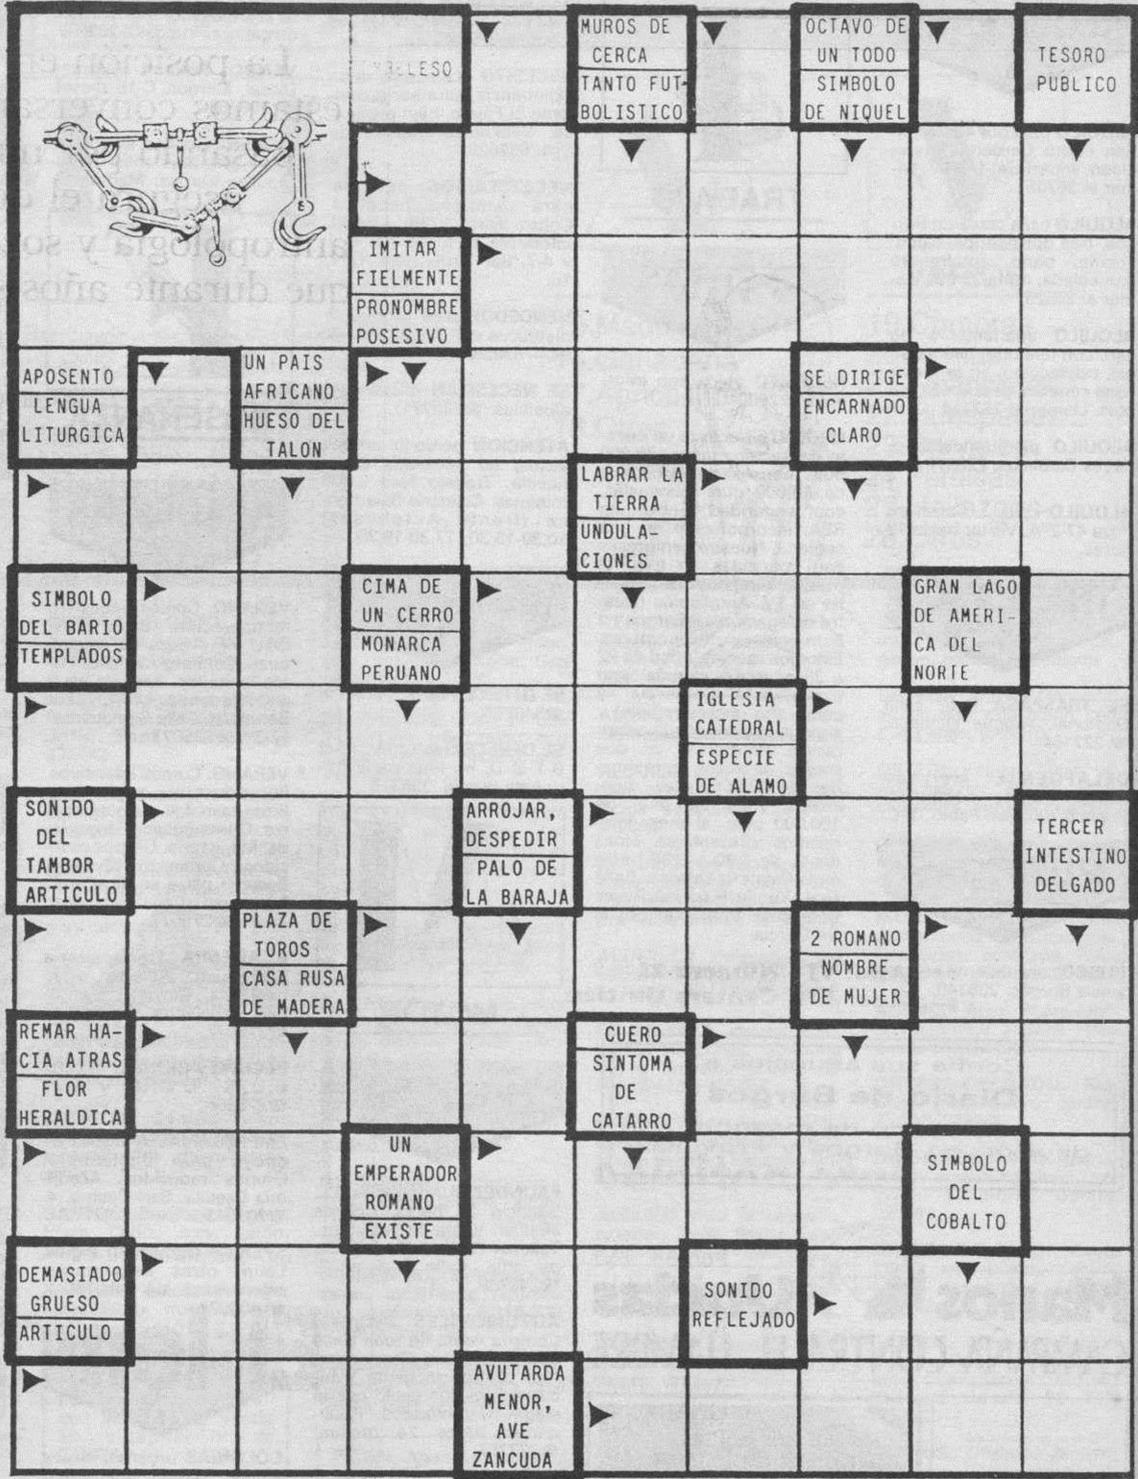 MUROS DE
CERCA
TANTO FUT-
BOLISTICO
OCTAVO DE
UN TODO
SIMBOLO
DE NIQUEL
TESORO
PUBLICO
IMITAR
FIELMENTE
PRONOMBRE
POSESIVO
APOSENTO
LENGUA
LITURGICA
UN PAIS
AFRICANO
HUESO DEL
TALON
SE DIRIGE
ENCARNADO
CLARO
LABRAR LA
TIERRA
UNDULA-
CIONES
SIMBOLO
DEL BARIO
TEMPLADOS
CIMA DE
UN CERRO
MONARCA
PERUANO
GRAN LAGO
DE AMERI-
CA DEL
NORTE
IGLESIA
CATEDRAL
ESPECIE
DE ALAMO
SONIDO
DEL
TAMBOR
ARTICULO
ARROJAR,
DESPEDIR
PALO DE
LA BARAJA
TERCER
INTESTINO
DELGADO
PLAZA DE
TOROS
CASA RUSA
DE MADERA
2 ROMANO
NOMBRE
DE MUJER
REMAR HA-
CIA ATRAS
FLOR
HERALDICA
CUERO
SINTOMA
DE
CATARRO
UN
EMPERADOR
ROMANO
EXISTE
SIMBOLO
DEL
COBALTO
DEMASIADO
GRUESO
ARTICULO
SONIDO
REFLEJADO
AVUTARDA
MENOR,
AVE
ZANCUDA